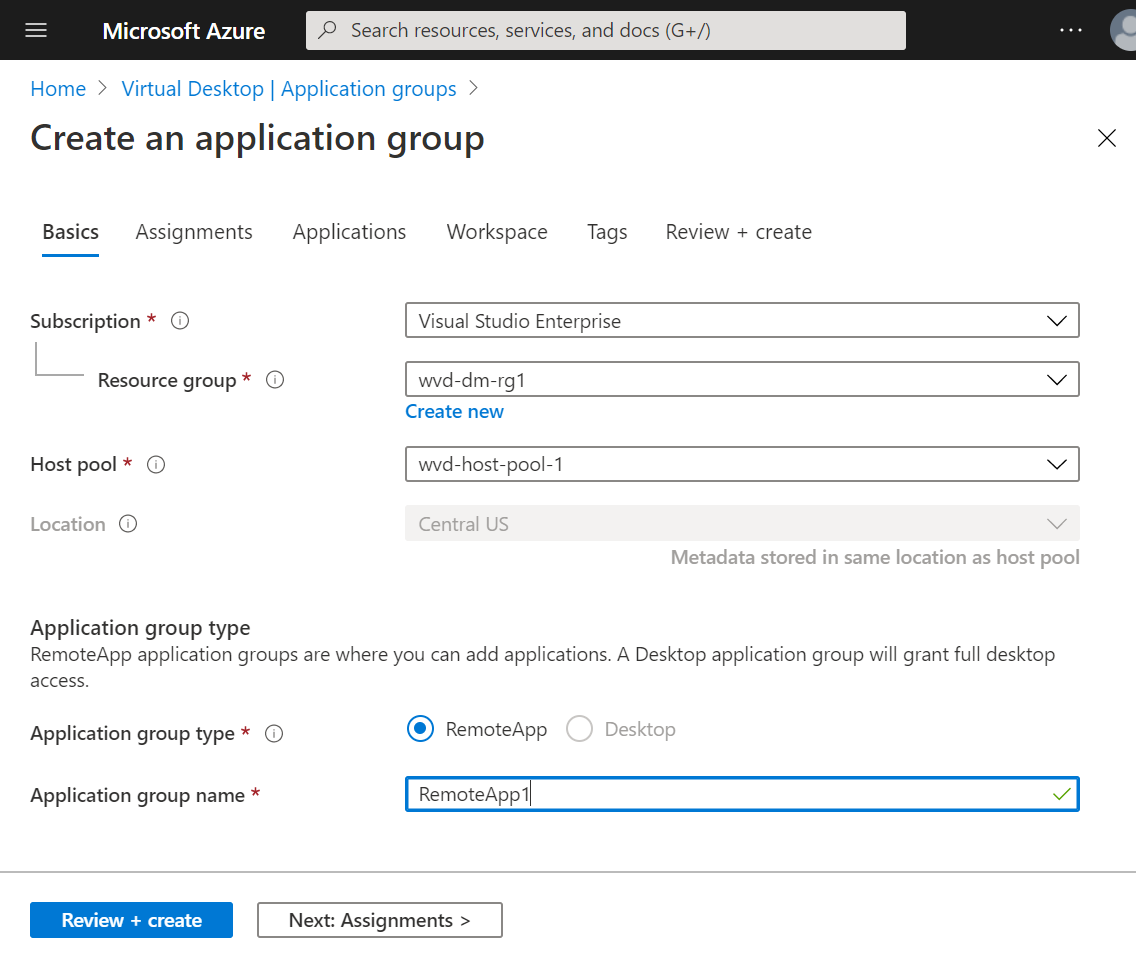 Microsoft Azure
Search resources, services, and docs (G+/)
Home > Virtual Desktop | Application groups >
Create an application group
Basics Assignments Applications Workspace Tags Review + create
Subscription * Visual Studio Enterprise
Resource group * wvd-dm-rg1
Create new
Host pool * wvd-host-pool-1
Location Central US
Metadata stored in same location as host pool
Application group type
RemoteApp application groups are where you can add applications. A Desktop application group will grant full desktop
access.
Application group type * RemoteApp Desktop
Application group name * RemoteApp1
Review + create Next: Assignments >